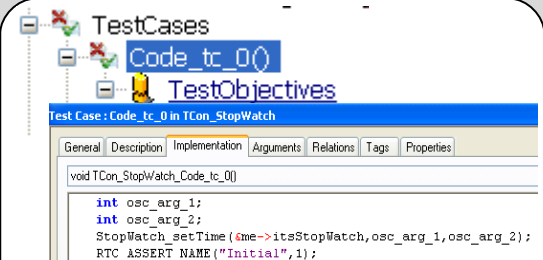 TestCases
Code_tc_0()
TestObjectives
Test Case : Code_tc_0 in TCon_StopWatch
General Description Implementation Arguments Relations Tags Properties
void TCon_StopWatch_Code_tc_0()
int osc_arg_1;
int osc_arg_2;
StopWatch_setTime(&me->itsStopWatch,osc_arg_1,osc_arg_2);
RTC_ASSERT_NAME("Initial",1);